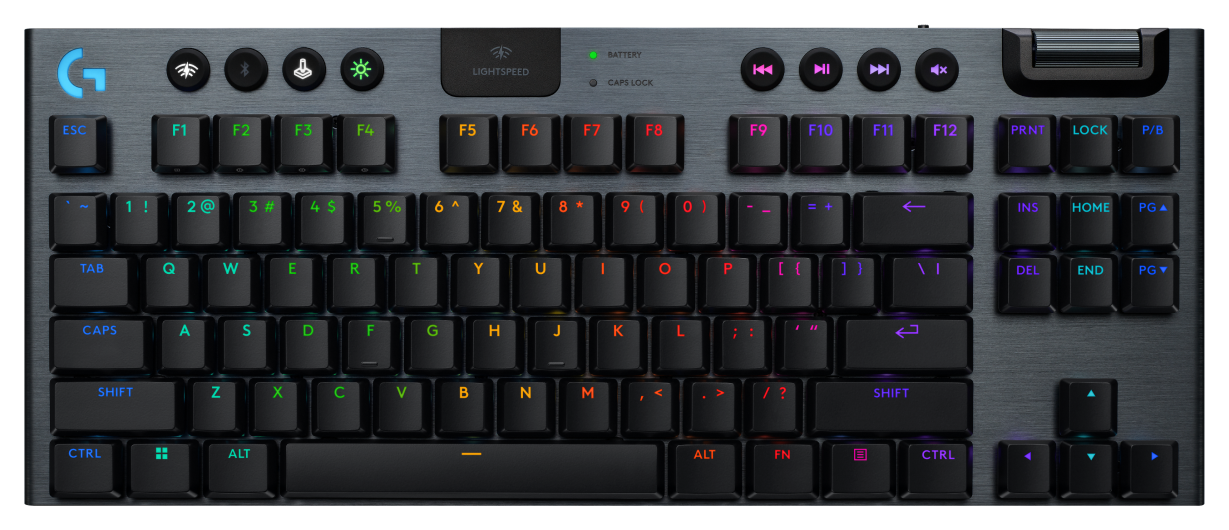 LIGHTSPEED
BATTERY
CAPS LOCK
ESC F1 F2 F3 F4 F5 F6 F7 F8 F9 F10 F11 F12 PRNT LOCK P/B
` ~ 1 ! 2 @ 3 # 4 $ 5 % 6 ^ 7 & 8 * 9 ( 0 ) - _ = + ← INS HOME PG▲
TAB Q W E R T Y U I O P [ { ] } \ | DEL END PG▼
CAPS A S D F G H J K L ; : ' "
SHIFT Z X C V B N M , < . > / ? SHIFT
CTRL ALT ALT FN CTRL